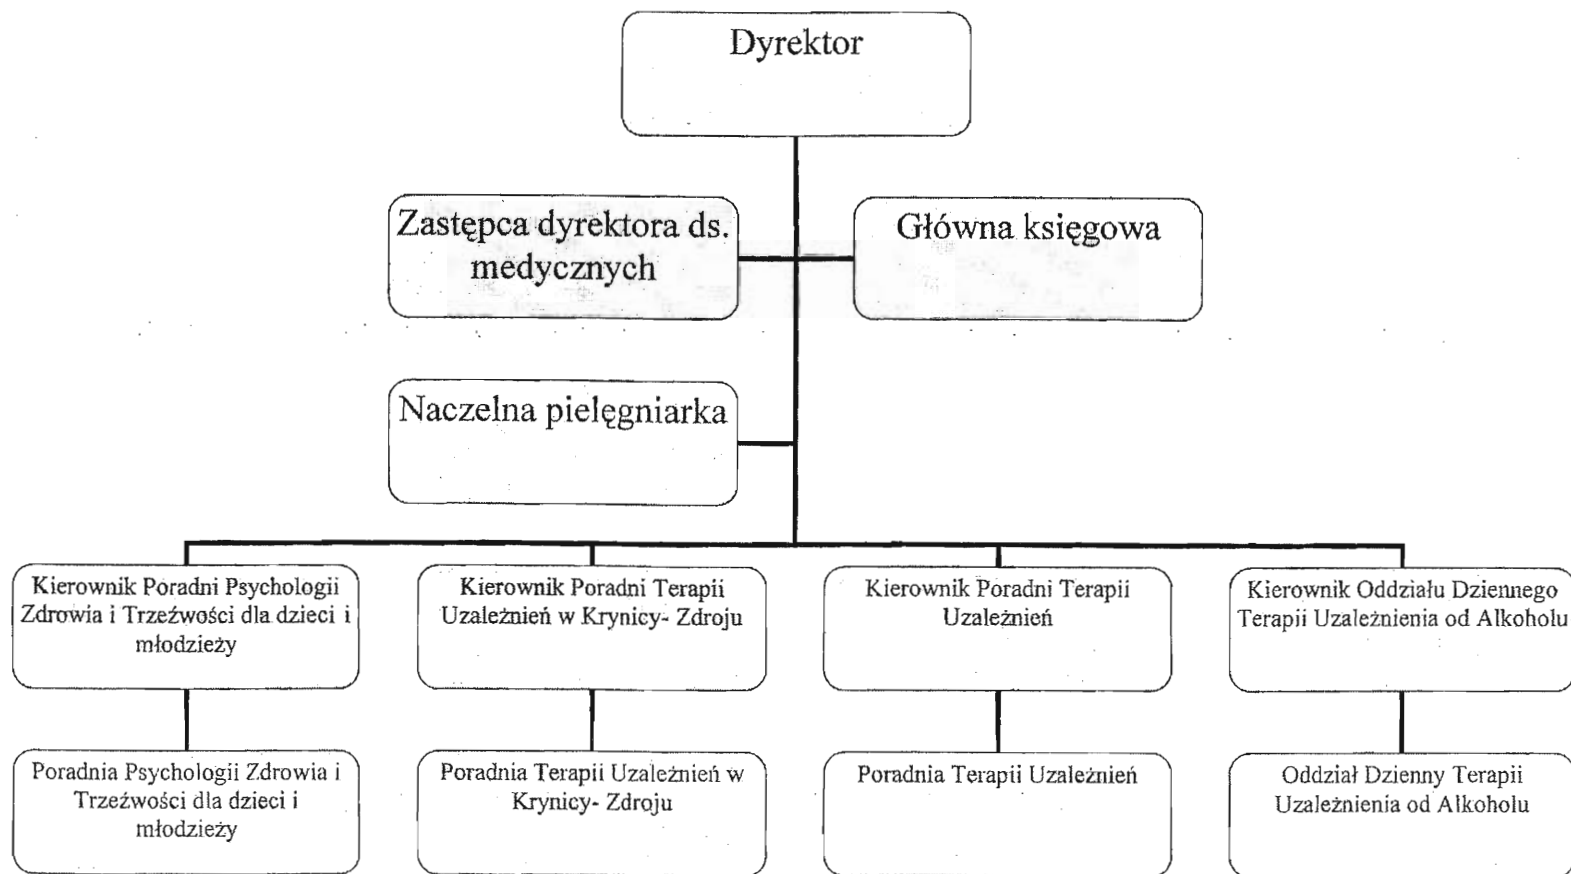 Dyrektor
Zastępca dyrektora ds.
medycznych
Główna księgowa
Naczelna pielęgniarka
Kierownik Poradni Psychologii
Zdrowia i Trzeźwości dla dzieci i
młodzieży
Kierownik Poradni Terapii
Uzależnień w Krynicy- Zdroju
Kierownik Poradni Terapii
Uzależnień
Kierownik Oddziału Dziennego
Terapii Uzależnienia od Alkoholu
Poradnia Psychologii Zdrowia i
Trzeźwości dla dzieci i
młodzieży
Poradnia Terapii Uzależnień w
Krynicy- Zdroju
Poradnia Terapii Uzależnień
Oddział Dzienny Terapii
Uzależnienia od Alkoholu